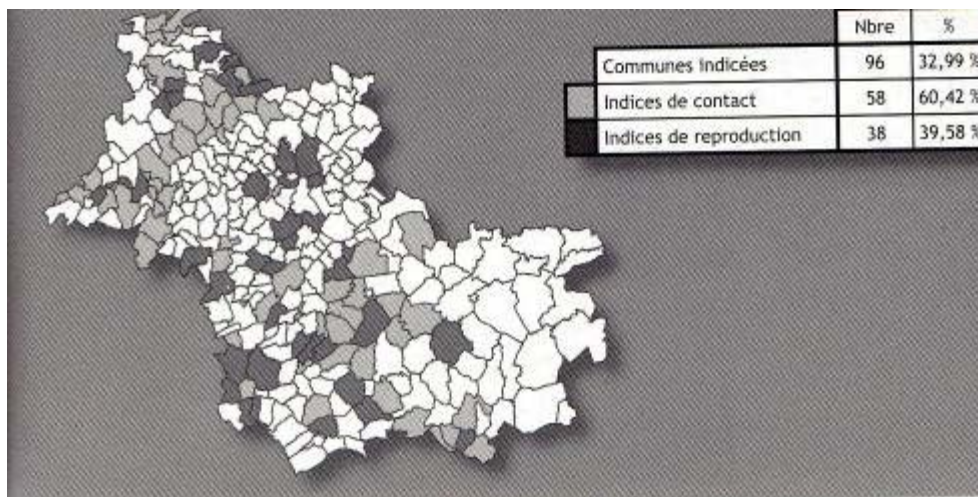 Nbre %
Communes indicées 96 32,99 %
Indices de contact 58 60,42 %
Indices de reproduction 38 39,58 %